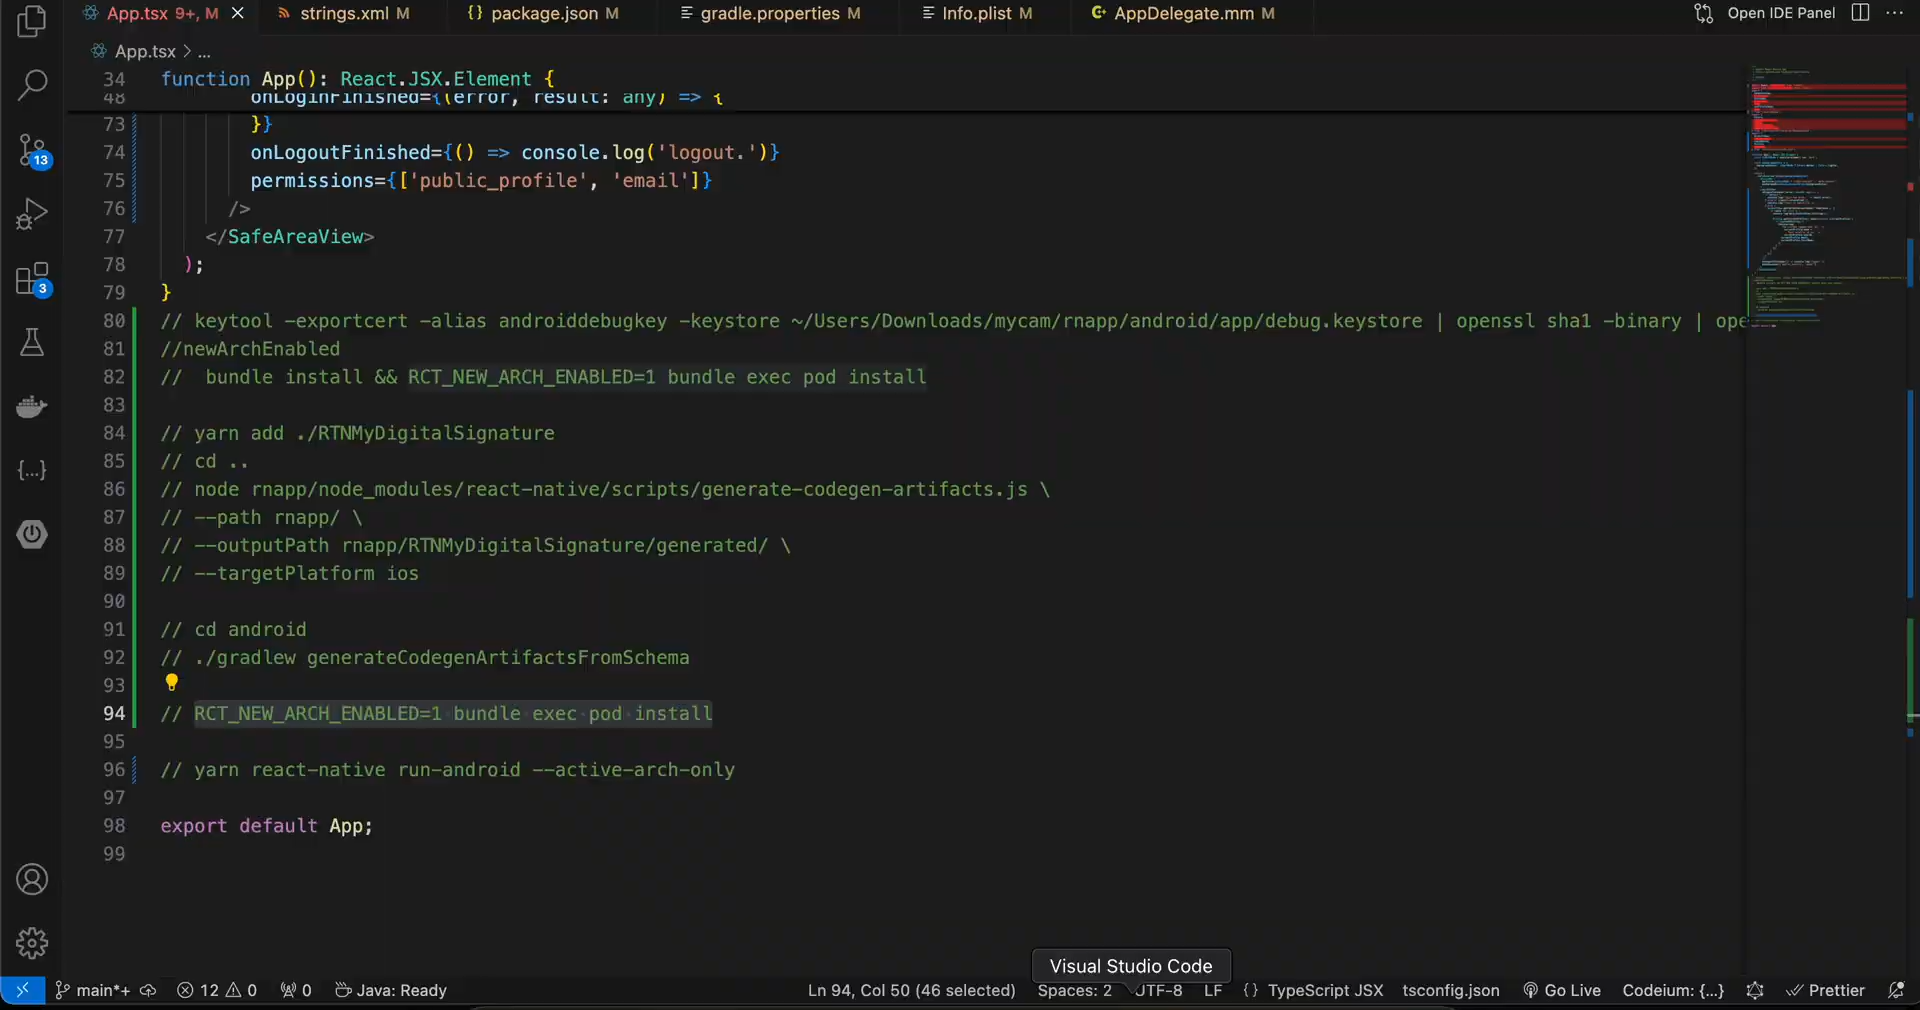 App.tsx 9+, M
strings.xml M
{} package.json M
gradle.properties M
Info.plist M
AppDelegate.mm M
Open IDE Panel
App.tsx > ...
34 function App(): React.JSX.Element {
48 onLoginFinished={(error, result: any) => {
73 }}
74 onLogoutFinished={() => console.log('logout.')}
75 permissions={['public_profile', 'email']}
76 />
77 </SafeAreaView>
78 );
79 }
80 // keytool -exportcert -alias androiddebugkey -keystore ~/Users/Downloads/mycam/rnapp/android/app/debug.keystore | openssl sha1 -binary | ope
81 //newArchEnabled
82 //  bundle install && RCT_NEW_ARCH_ENABLED=1 bundle exec pod install
83
84 // yarn add ./RTNMyDigitalSignature
85 // cd ..
86 // node rnapp/node_modules/react-native/scripts/generate-codegen-artifacts.js \
87 // --path rnapp/ \
88 // --outputPath rnapp/RTNMyDigitalSignature/generated/ \
89 // --targetPlatform ios
90
91 // cd android
92 // ./gradlew generateCodegenArtifactsFromSchema
93
94 // RCT_NEW_ARCH_ENABLED=1 bundle exec pod install
95
96 // yarn react-native run-android --active-arch-only
97
98 export default App;
99
13
3
{...}
Visual Studio Code
main*+
12
0
0
Java: Ready
Ln 94, Col 50 (46 selected)
Spaces: 2
UTF-8
LF
{ } TypeScript JSX
tsconfig.json
Go Live
Codeium: {...}
Prettier